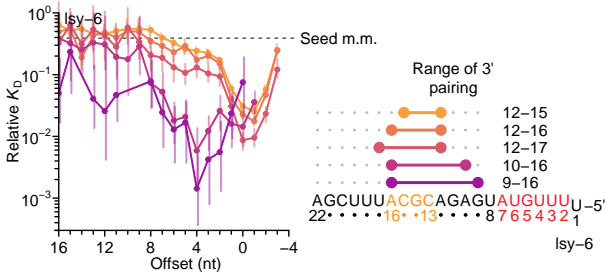 lsy-6
10⁰
10⁻¹
10⁻²
10⁻³
Relative K_D
16 12 8 4 0 −4
Offset (nt)
Seed m.m.
Range of 3'
pairing
12−15
12−16
12−17
10−16
9−16
AGCUUUACGCAGAGUAUGUUUU−5'
22 16 13 8 7 6 5 4 3 2 1
lsy-6